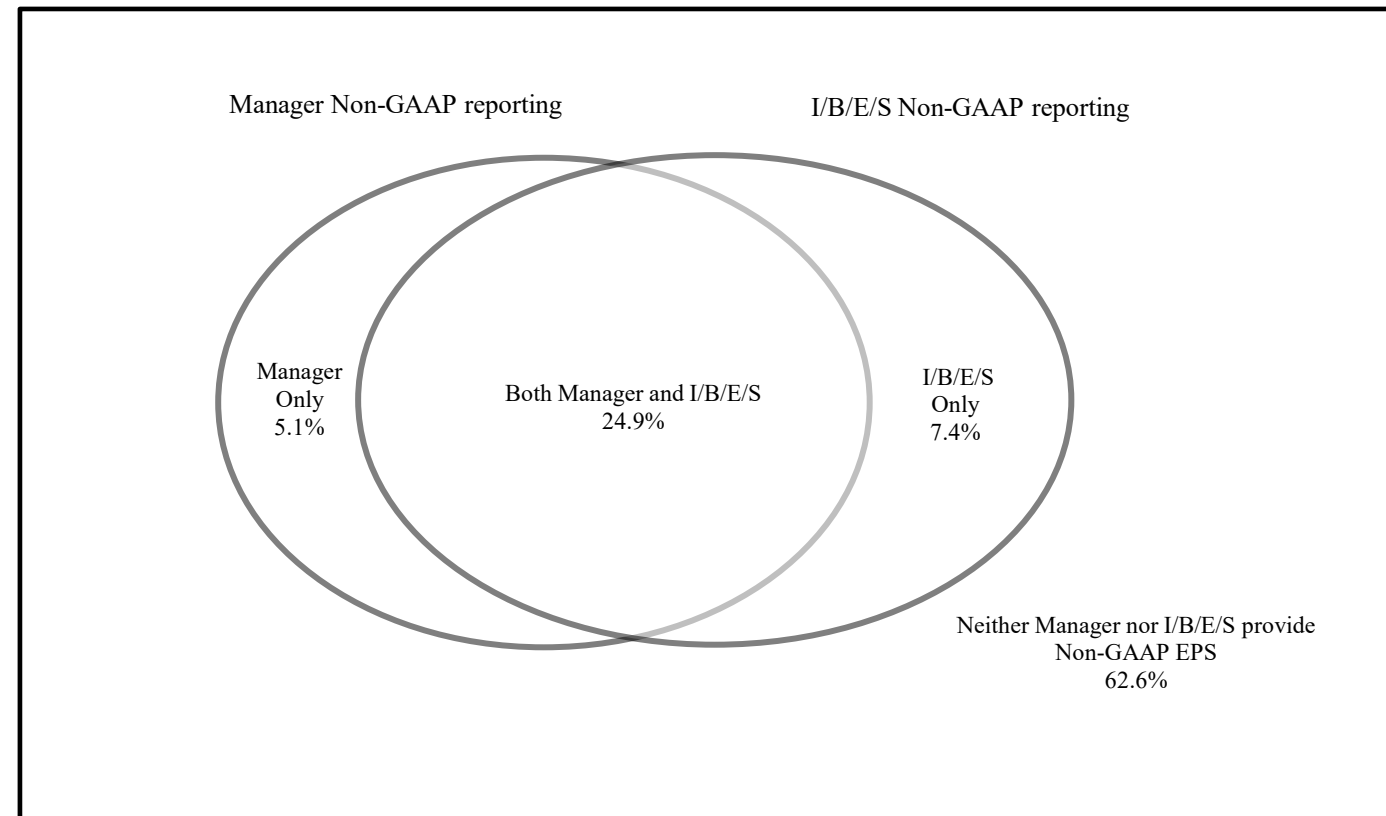 Manager Non-GAAP reporting
I/B/E/S Non-GAAP reporting
Manager
Only
5.1%
Both Manager and I/B/E/S
24.9%
I/B/E/S
Only
7.4%
Neither Manager nor I/B/E/S provide
Non-GAAP EPS
62.6%